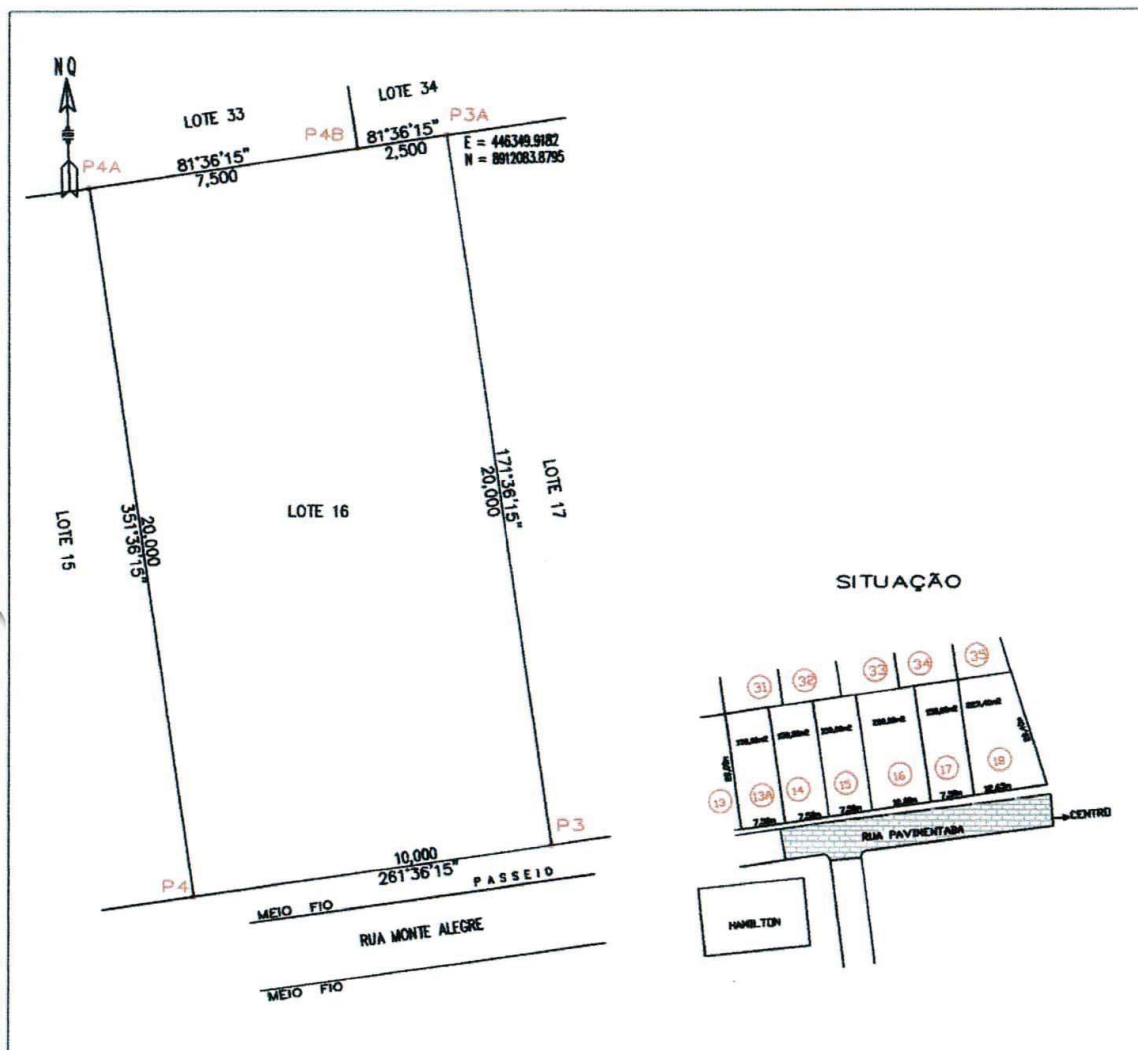 NQ
LOTE 33
LOTE 34
P4A
81°36'15"
7,500
P4B
81°36'15"
2,500
P3A
E = 446349.9182
N = 8912083.8795
LOTE 15
20,000
351°36'15"
LOTE 16
171°36'15"
20,000
LOTE 17
P4
10,000
261°36'15"
P3
PASSEIO
MEIO FIO
RUA MONTE ALEGRE
MEIO FIO
SITUAÇÃO
31
32
33
34
35
13
13A
14
15
16
17
18
7,50m
7,50m
7,50m
10,00m
7,50m
12,63m
RUA PAVIMENTADA
CENTRO
HAMILTON